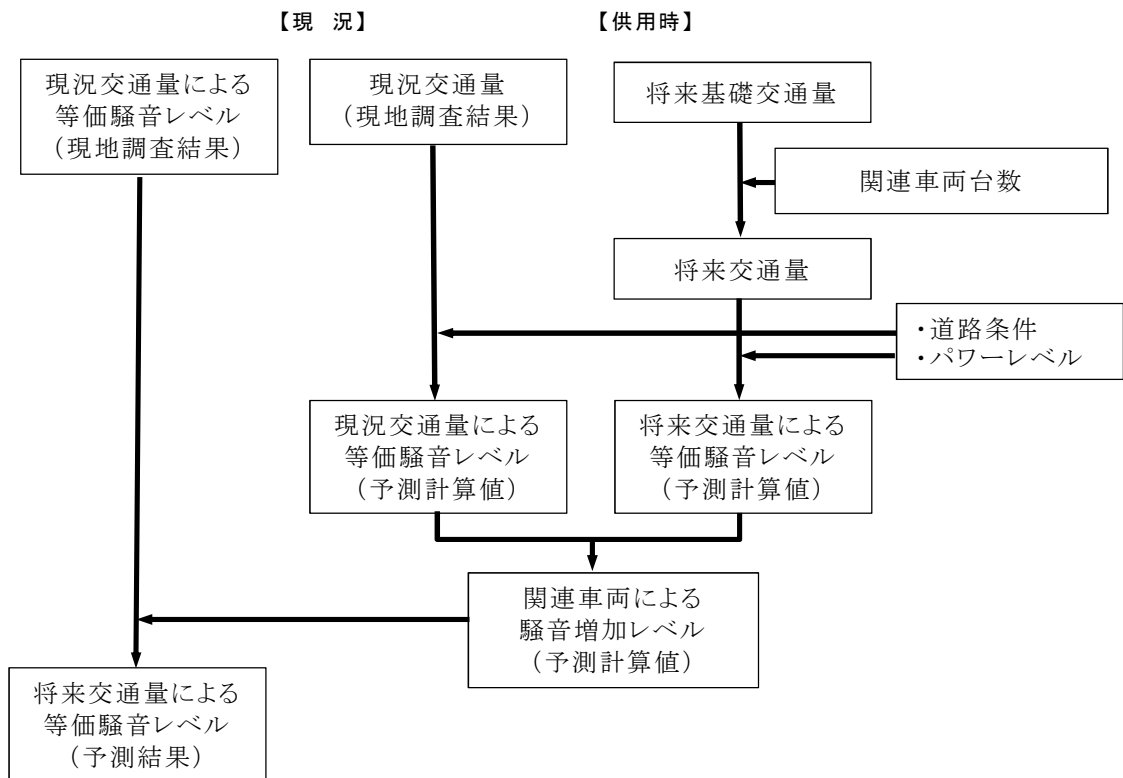 【現　況】
【供用時】
現況交通量による
等価騒音レベル
（現地調査結果）
現況交通量
（現地調査結果）
将来基礎交通量
関連車両台数
将来交通量
・道路条件
・パワーレベル
現況交通量による
等価騒音レベル
（予測計算値）
将来交通量による
等価騒音レベル
（予測計算値）
関連車両による
騒音増加レベル
（予測計算値）
将来交通量による
等価騒音レベル
（予測結果）